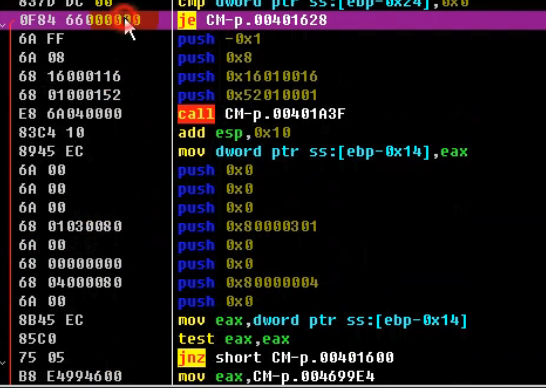 837D DC 00 cmp dword ptr ss:[ebp-0x24],0x0
0F84 66000000 je CM-p.00401628
6A FF push -0x1
6A 08 push 0x8
68 16000116 push 0x16010016
68 01000152 push 0x52010001
E8 6A040000 call CM-p.00401A3F
83C4 10 add esp,0x10
8945 EC mov dword ptr ss:[ebp-0x14],eax
6A 00 push 0x0
6A 00 push 0x0
6A 00 push 0x0
68 01030080 push 0x80000301
6A 00 push 0x0
68 00000000 push 0x0
68 04000080 push 0x80000004
6A 00 push 0x0
8B45 EC mov eax,dword ptr ss:[ebp-0x14]
85C0 test eax,eax
75 05 jnz short CM-p.00401600
B8 E4994600 mov eax,CM-p.004699E4